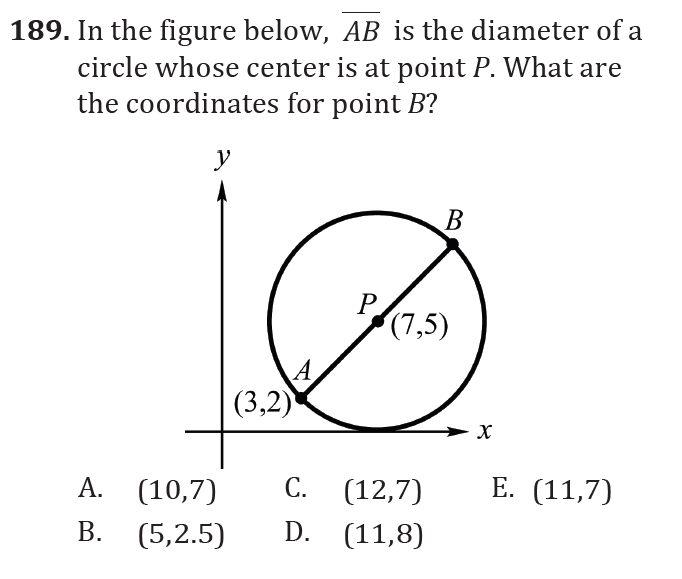 189. In the figure below, AB is the diameter of a
circle whose center is at point P. What are
the coordinates for point B?
y
B
P
(7,5)
A
(3,2)
x
A. (10,7) C. (12,7) E. (11,7)
B. (5,2.5) D. (11,8)